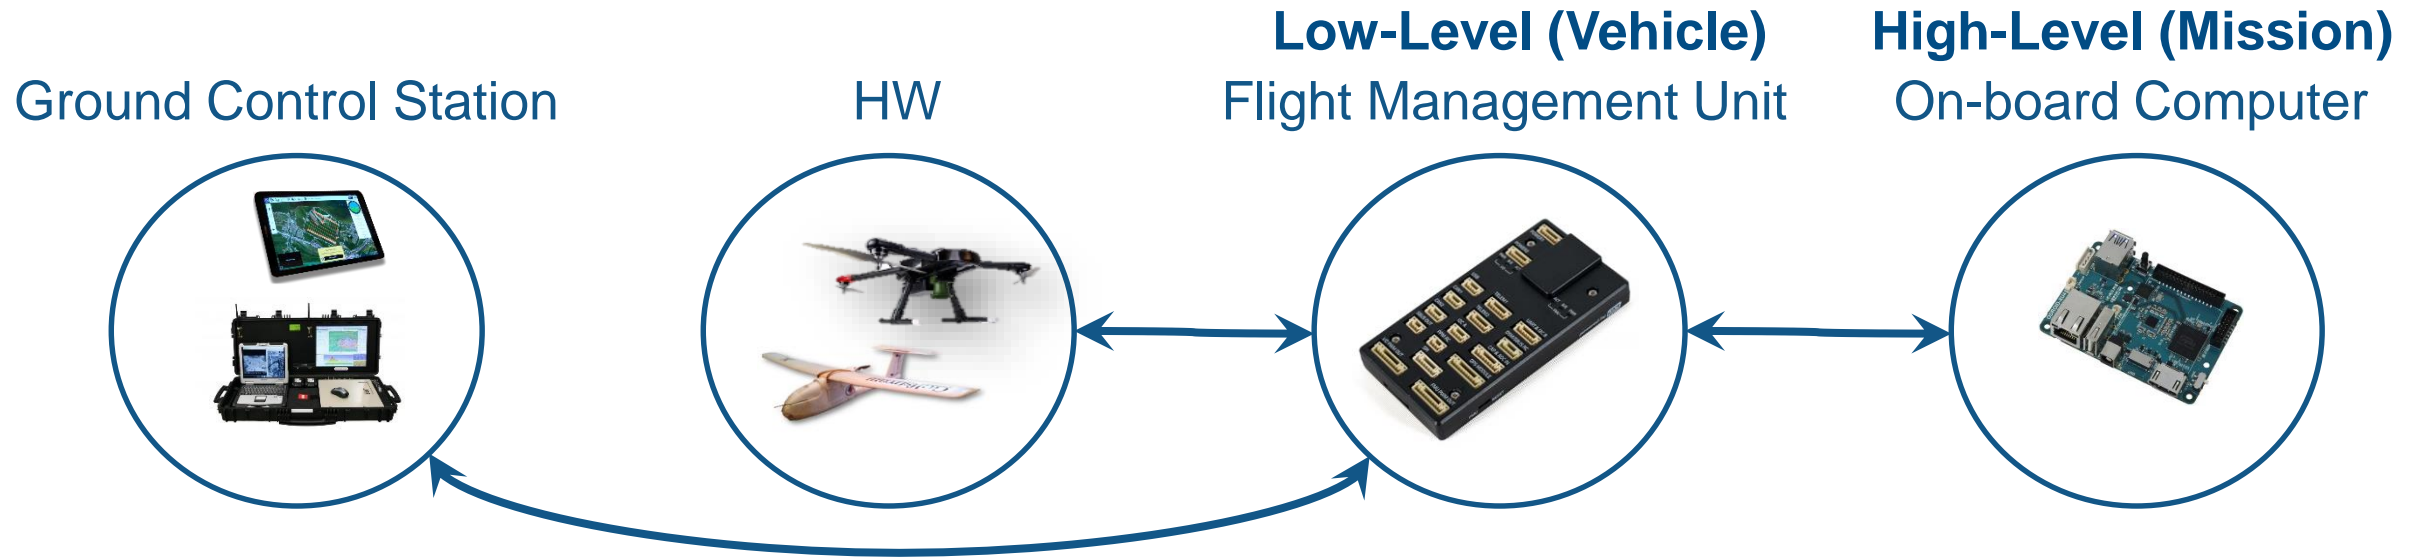 Low-Level (Vehicle)
High-Level (Mission)
Ground Control Station
HW
Flight Management Unit
On-board Computer